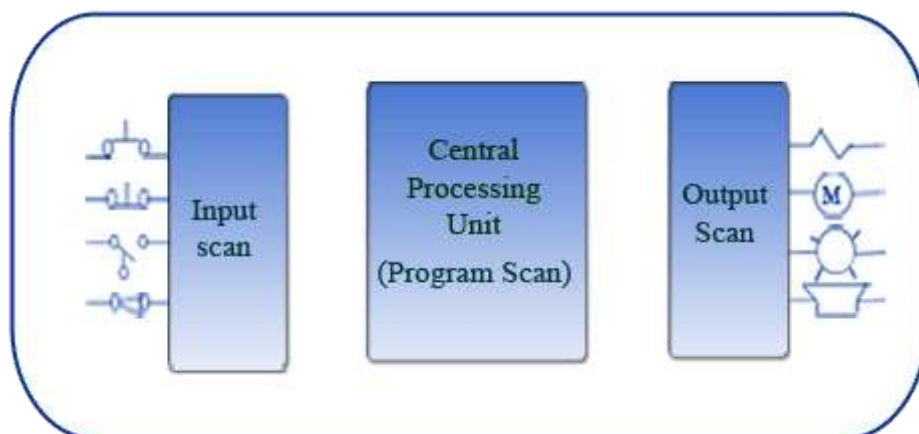 Input
scan
Central
Processing
Unit
(Program Scan)
Output
Scan
M